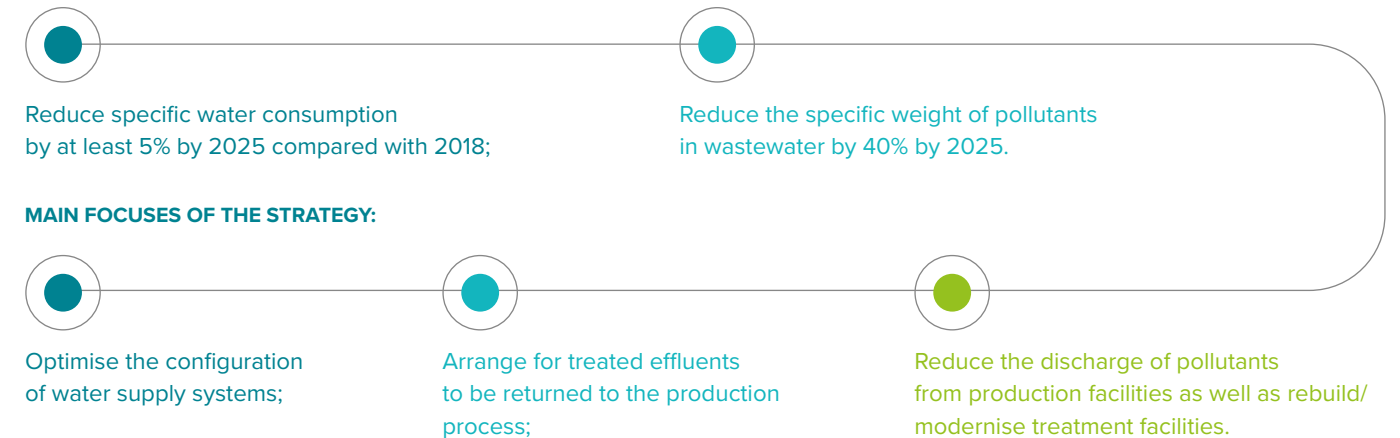 Reduce specific water consumption
by at least 5% by 2025 compared with 2018;
Reduce the specific weight of pollutants
in wastewater by 40% by 2025.
MAIN FOCUSES OF THE STRATEGY:
Optimise the configuration
of water supply systems;
Arrange for treated effluents
to be returned to the production
process;
Reduce the discharge of pollutants
from production facilities as well as rebuild/
modernise treatment facilities.